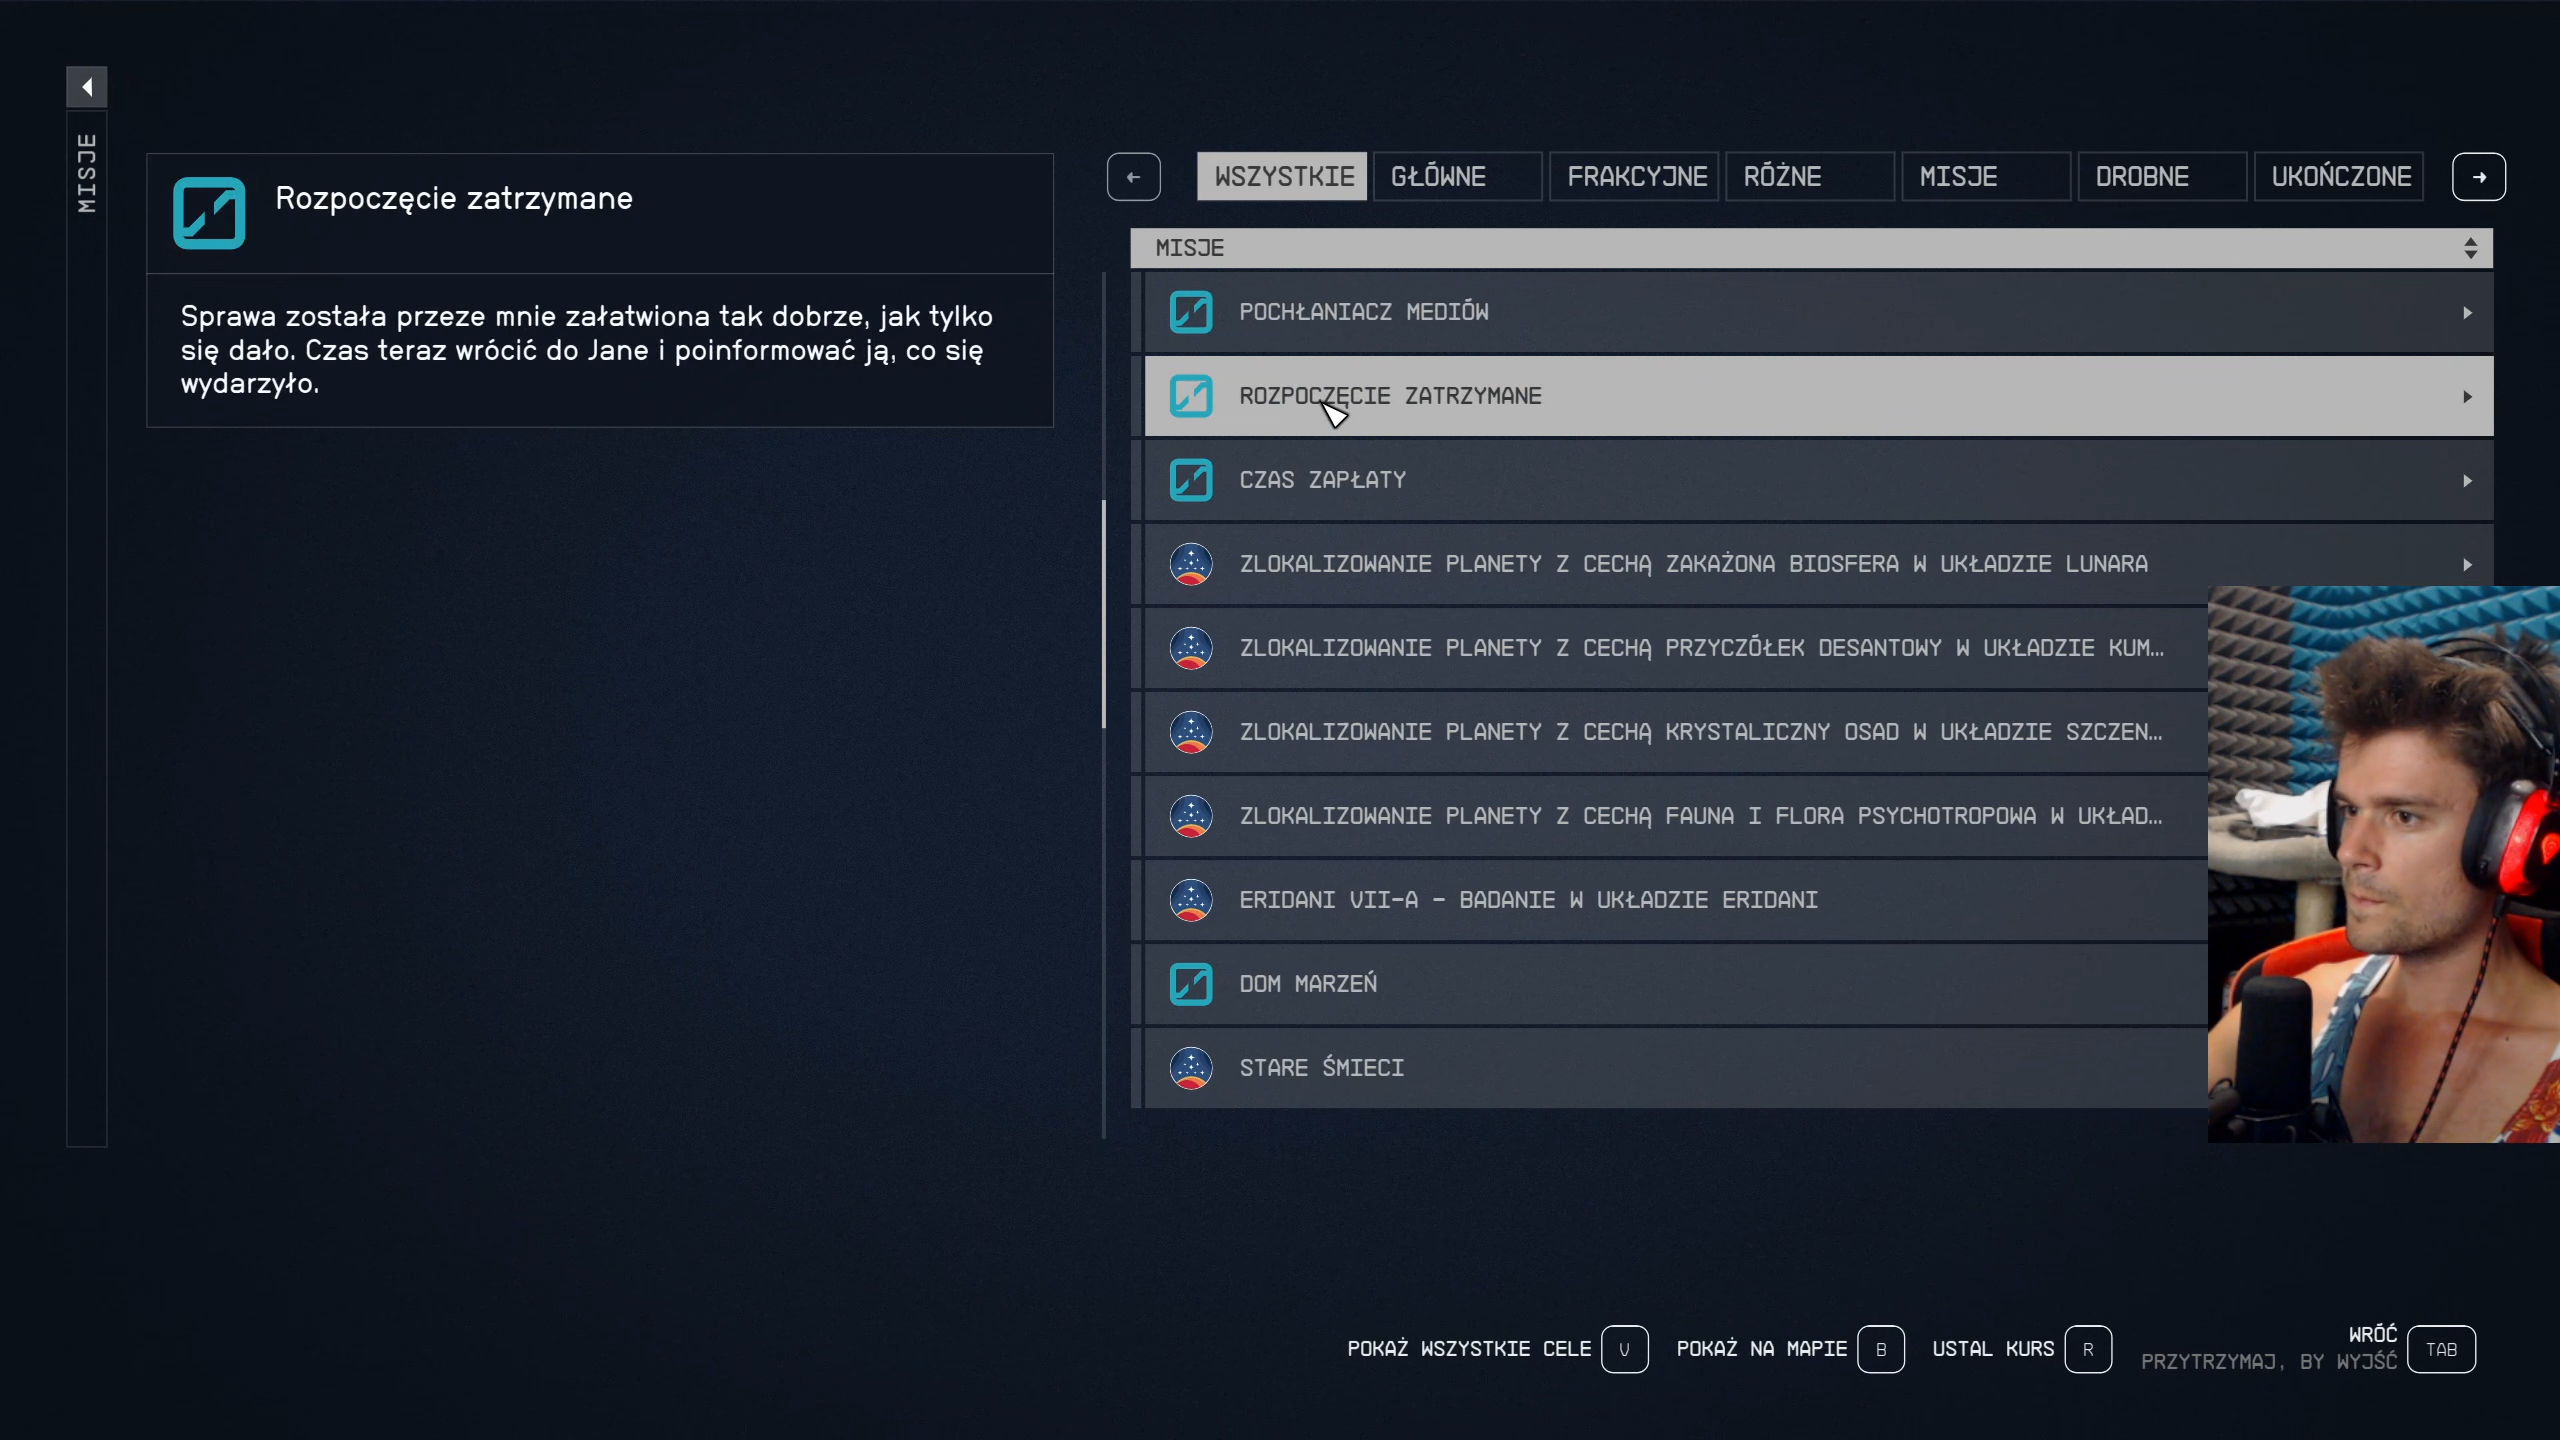 MISJE
Rozpoczęcie zatrzymane
Sprawa została przeze mnie załatwiona tak dobrze, jak tylko
się dało. Czas teraz wrócić do Jane i poinformować ją, co się
wydarzyło.
WSZYSTKIE
GŁÓWNE
FRAKCYJNE
RÓŻNE
MISJE
DROBNE
UKOŃCZONE
MISJE
POCHŁANIACZ MEDIÓW
ROZPOCZĘCIE ZATRZYMANE
CZAS ZAPŁATY
ZLOKALIZOWANIE PLANETY Z CECHĄ ZAKAŻONA BIOSFERA W UKŁADZIE LUNARA
ZLOKALIZOWANIE PLANETY Z CECHĄ PRZYCZÓŁEK DESANTOWY W UKŁADZIE KUM...
ZLOKALIZOWANIE PLANETY Z CECHĄ KRYSTALICZNY OSAD W UKŁADZIE SZCZEN...
ZLOKALIZOWANIE PLANETY Z CECHĄ FAUNA I FLORA PSYCHOTROPOWA W UKŁAD...
ERIDANI VII-A - BADANIE W UKŁADZIE ERIDANI
DOM MARZEŃ
STARE ŚMIECI
POKAŻ WSZYSTKIE CELE V
POKAŻ NA MAPIE B
USTAL KURS R
WRÓĆ
PRZYTRZYMAJ, BY WYJŚĆ
TAB